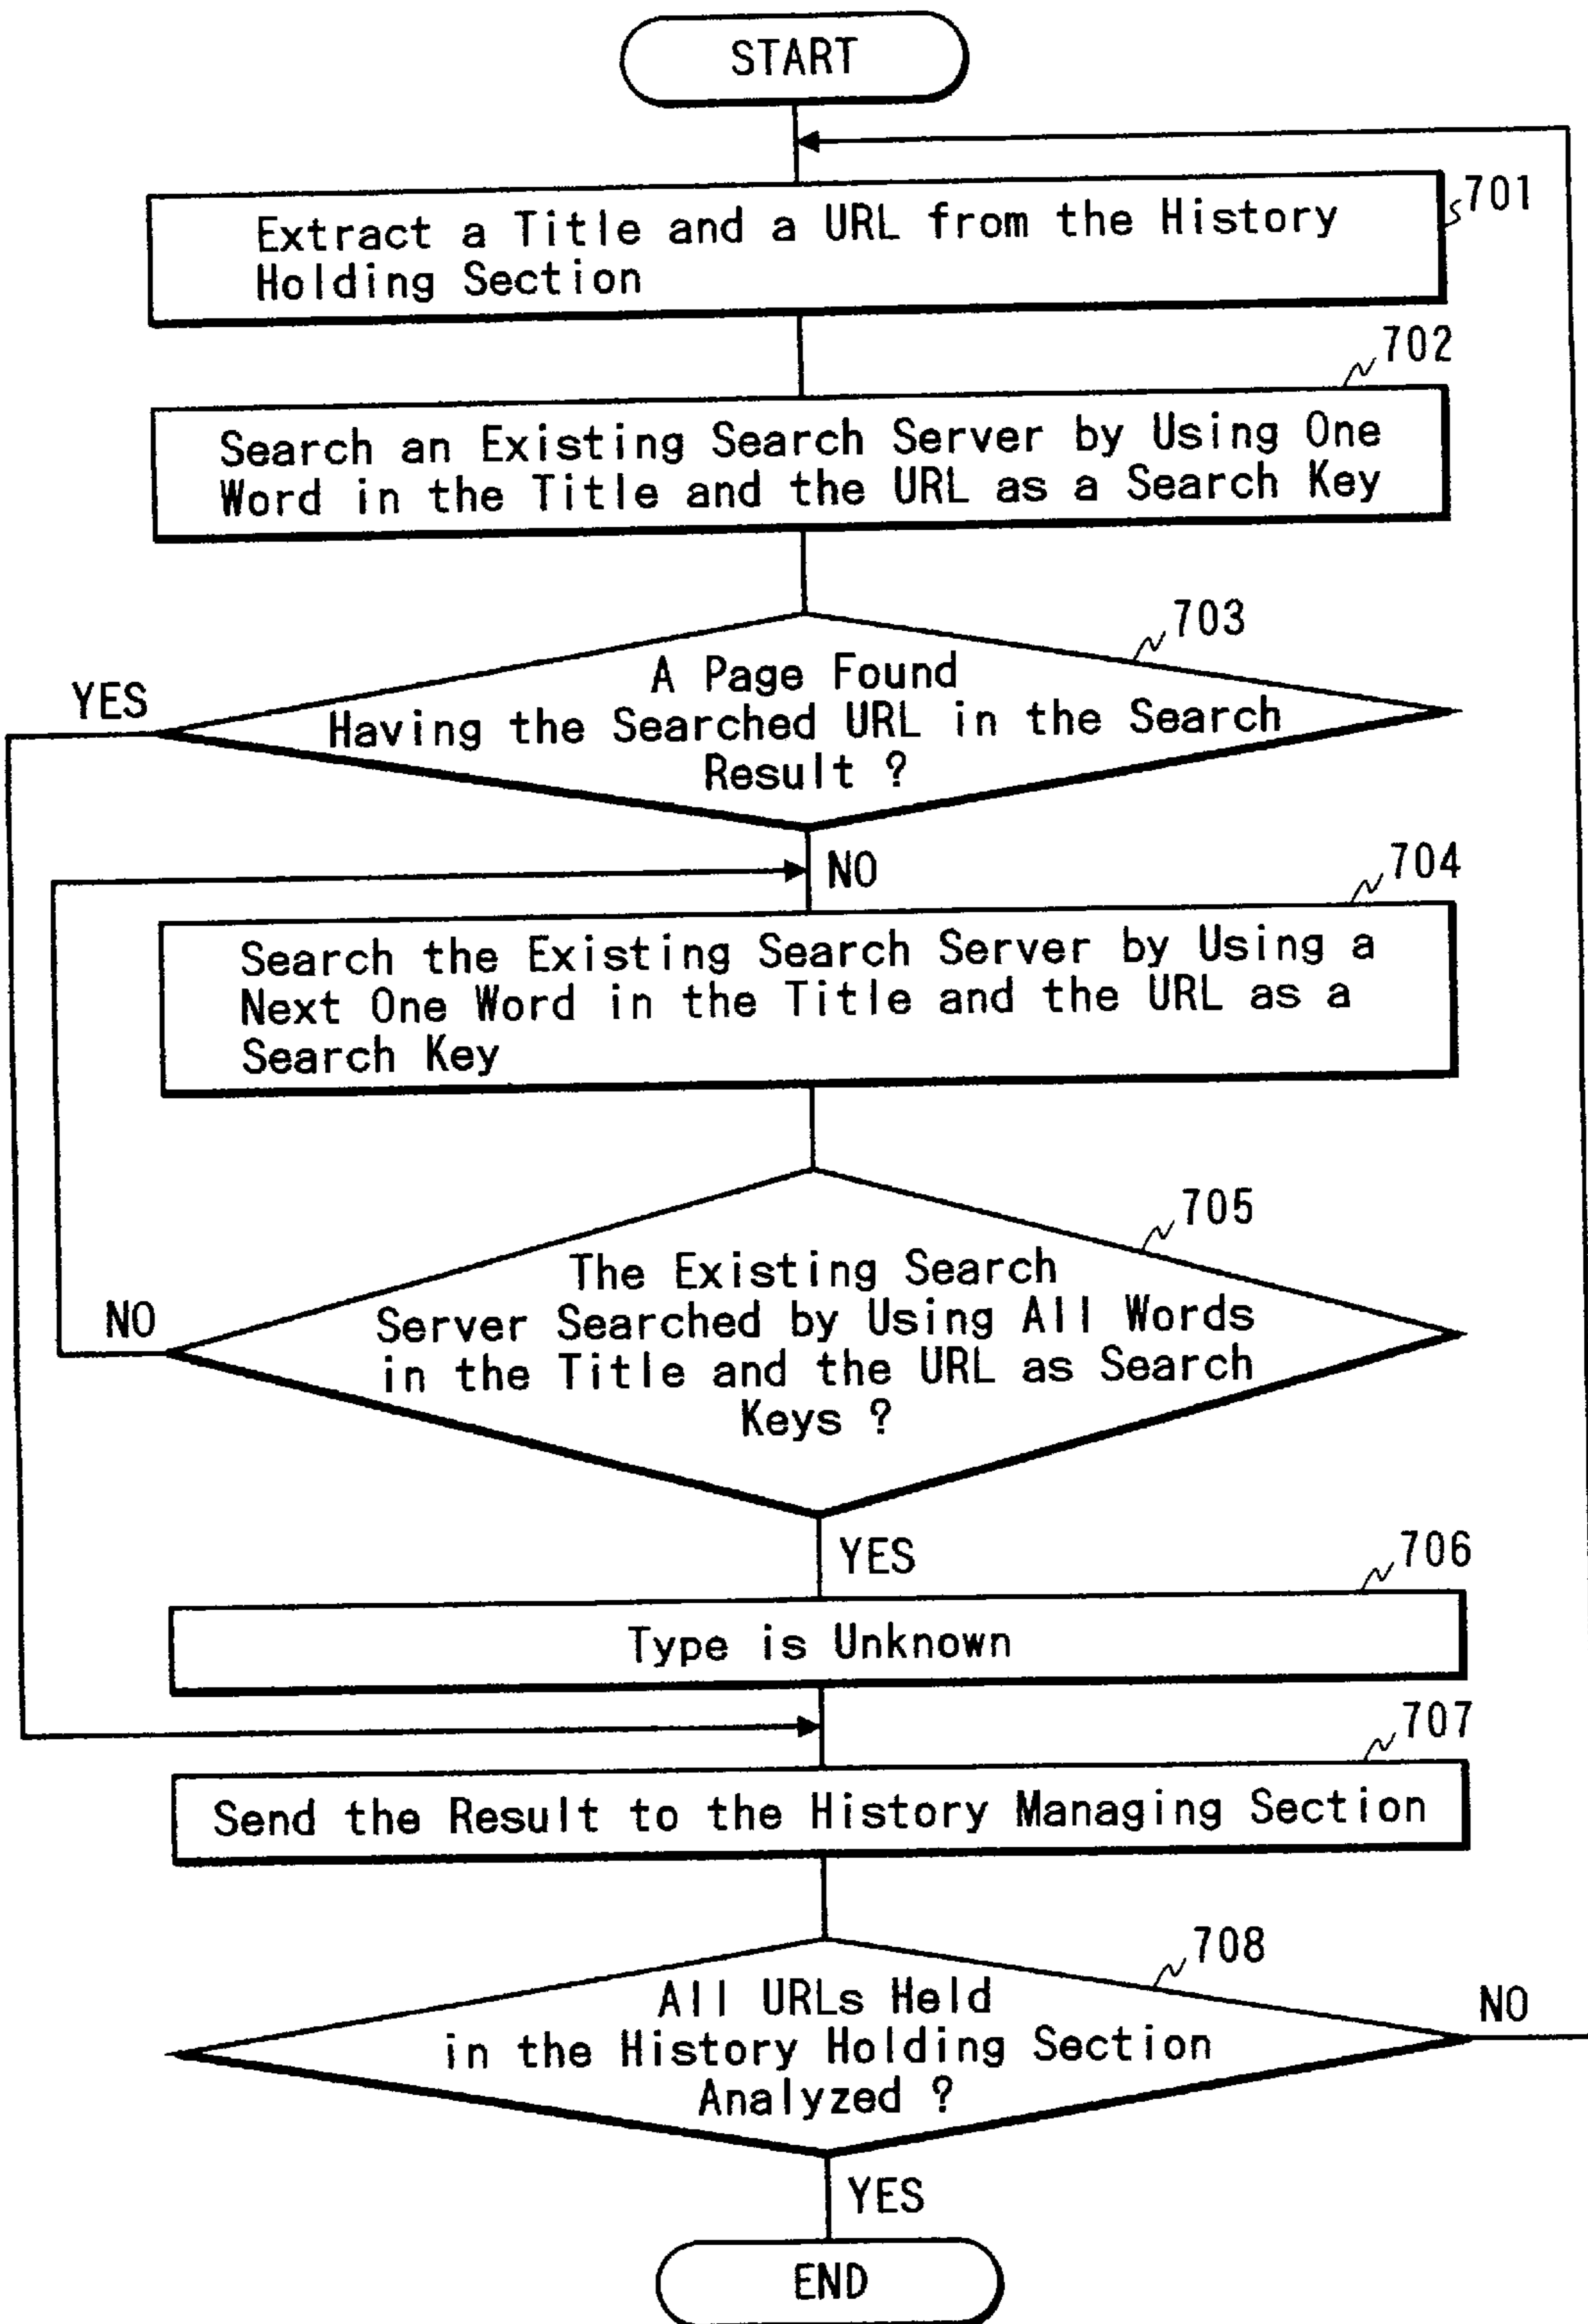 START
701
Extract a Title and a URL from the History
Holding Section
702
Search an Existing Search Server by Using One
Word in the Title and the URL as a Search Key
703
A Page Found
YES
Having the Searched URL in the Search
Result ?
NO
704
Search the Existing Search Server by Using a
Next One Word in the Title and the URL as a
Search Key
705
The Existing Search
NO
Server Searched by Using All Words
in the Title and the URL as Search
Keys ?
YES
706
Type is Unknown
707
Send the Result to the History Managing Section
708
All URLs Held
NO
in the History Holding Section
Analyzed ?
YES
END